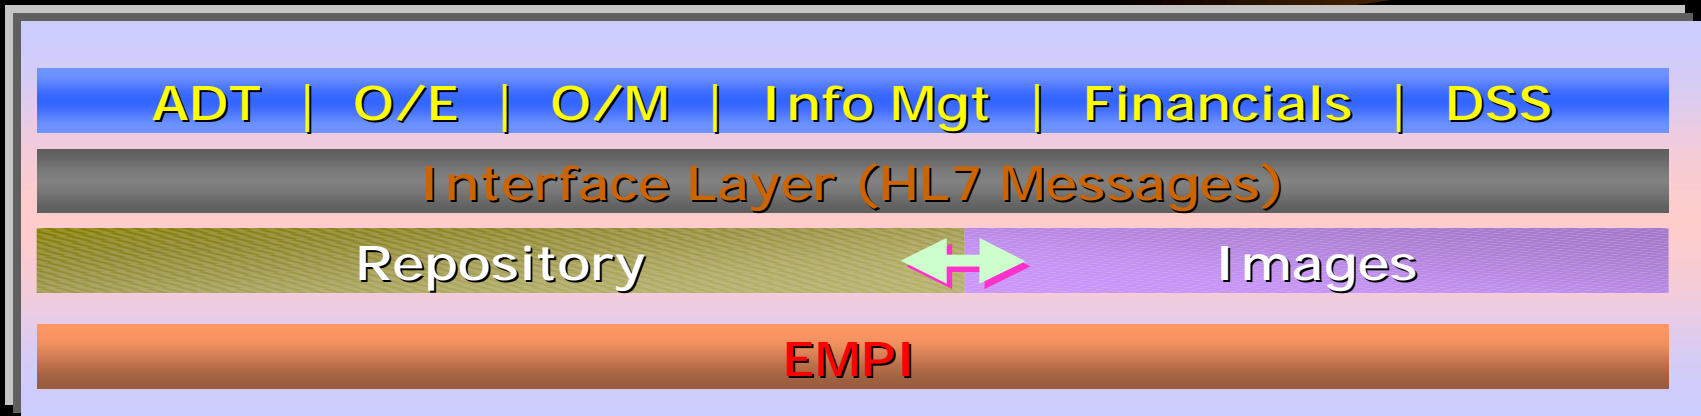 ADT | O/E | O/M | Info Mgt | Financials | DSS
Interface Layer (HL7 Messages)
Repository Images
EMPI